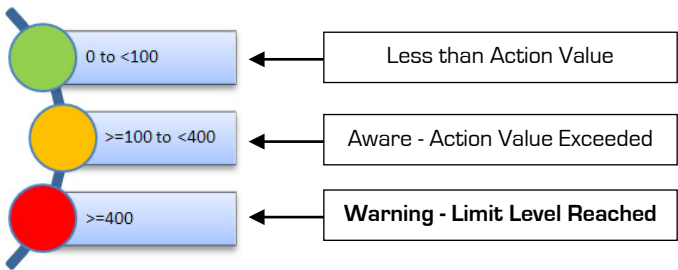 0 to <100
Less than Action Value
>=100 to <400
Aware - Action Value Exceeded
>=400
Warning - Limit Level Reached